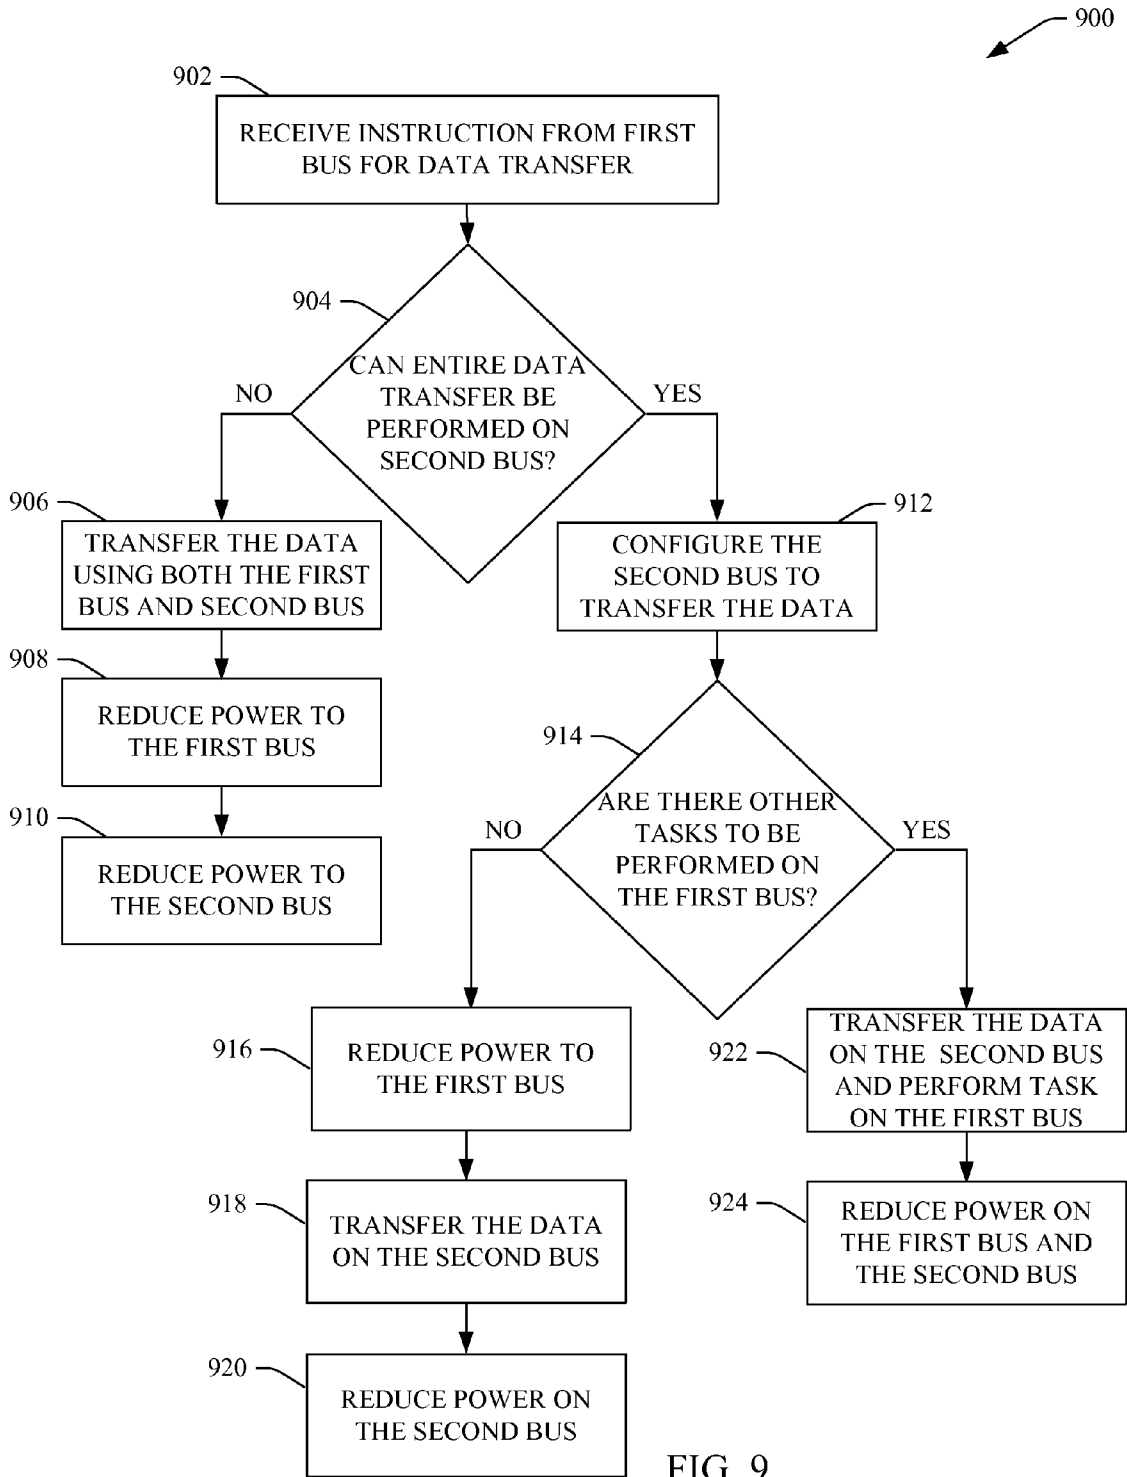 900
902
RECEIVE INSTRUCTION FROM FIRST
BUS FOR DATA TRANSFER
904
CAN ENTIRE DATA
TRANSFER BE
PERFORMED ON
SECOND BUS?
NO
YES
906
TRANSFER THE DATA
USING BOTH THE FIRST
BUS AND SECOND BUS
912
CONFIGURE THE
SECOND BUS TO
TRANSFER THE DATA
908
REDUCE POWER TO
THE FIRST BUS
910
REDUCE POWER TO
THE SECOND BUS
914
ARE THERE OTHER
TASKS TO BE
PERFORMED ON
THE FIRST BUS?
NO
YES
916
REDUCE POWER TO
THE FIRST BUS
922
TRANSFER THE DATA
ON THE SECOND BUS
AND PERFORM TASK
ON THE FIRST BUS
918
TRANSFER THE DATA
ON THE SECOND BUS
924
REDUCE POWER ON
THE FIRST BUS AND
THE SECOND BUS
920
REDUCE POWER ON
THE SECOND BUS
FIG. 9